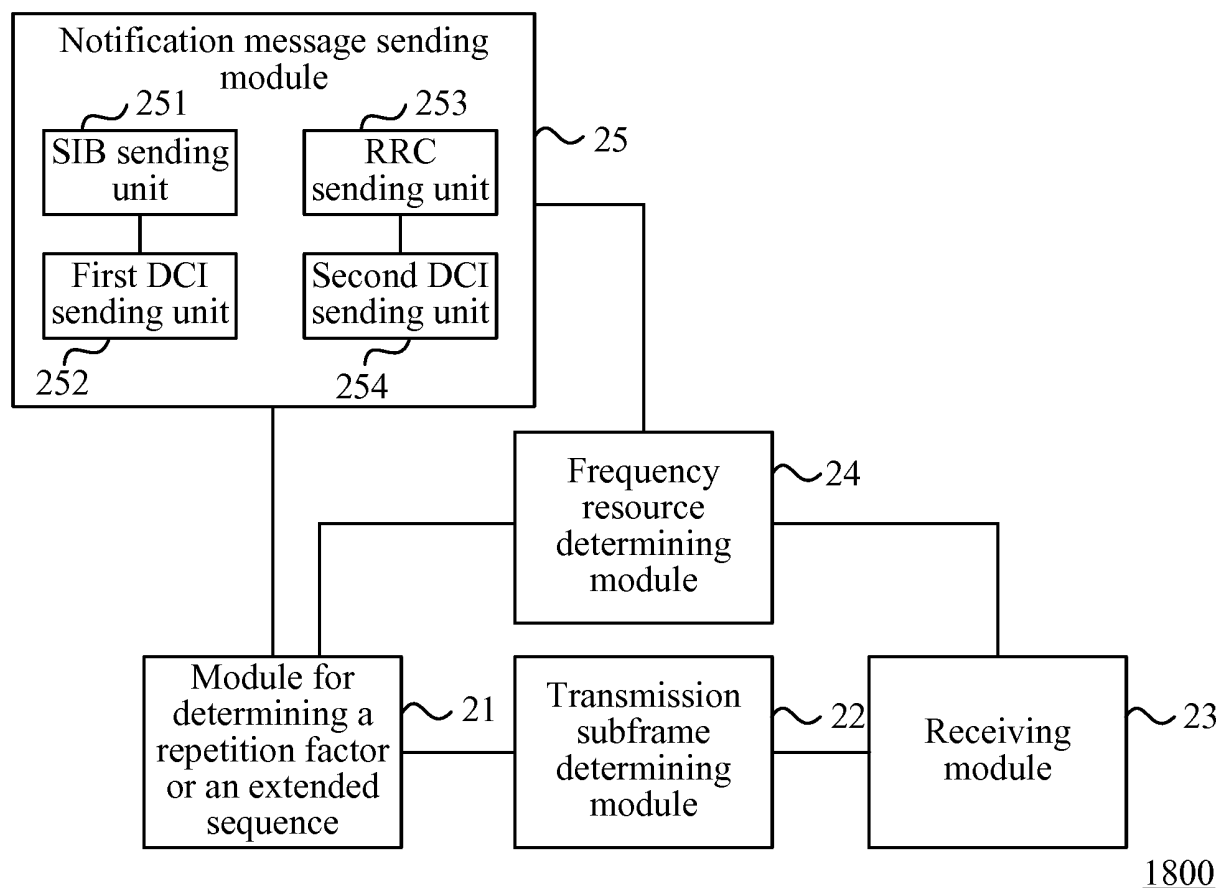 Notification message sending
module
251
253
SIB sending
unit
RRC
sending unit
25
First DCI
sending unit
Second DCI
sending unit
252
254
Frequency
resource
determining
module
24
Module for
determining a
repetition factor
or an extended
sequence
21
Transmission
subframe
determining
module
22
Receiving
module
23
1800